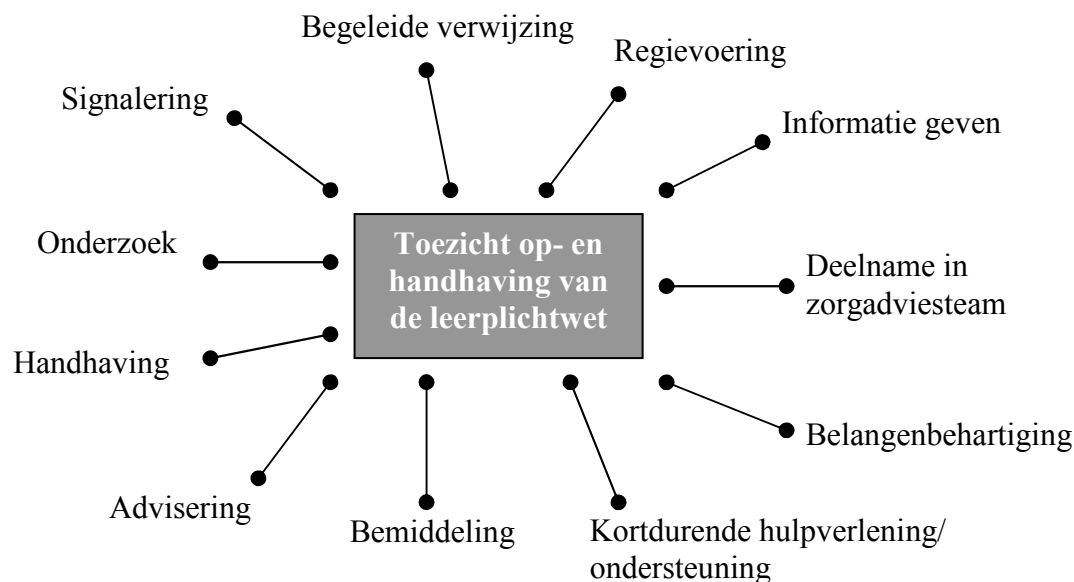 Begeleide verwijzing
Regievoering
Signalering
Informatie geven
Onderzoek
Toezicht op- en
handhaving van
de leerplichtwet
Deelname in
zorgadviesteam
Handhaving
Belangenbehartiging
Advisering
Bemiddeling
Kortdurende hulpverlening/
ondersteuning